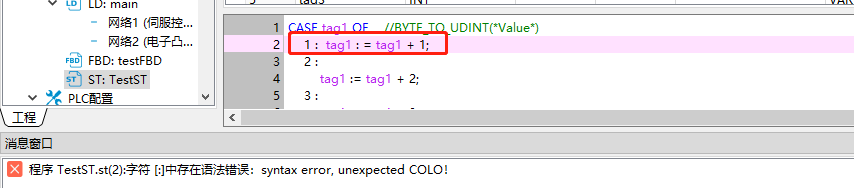 LD: main
网络1 (伺服控...
网络2 (电子凸...
FBD: testFBD
ST ST: TestST
PLC配置
工程
1 CASE tag1 OF //BYTE_TO_UDINT(*Value*)
2 1 : tag1 : = tag1 + 1;
3 2 :
4 tag1 := tag1 + 2;
5 3 :
消息窗口
程序 TestST.st(2):字符 [:]中存在语法错误: syntax error, unexpected COLO!